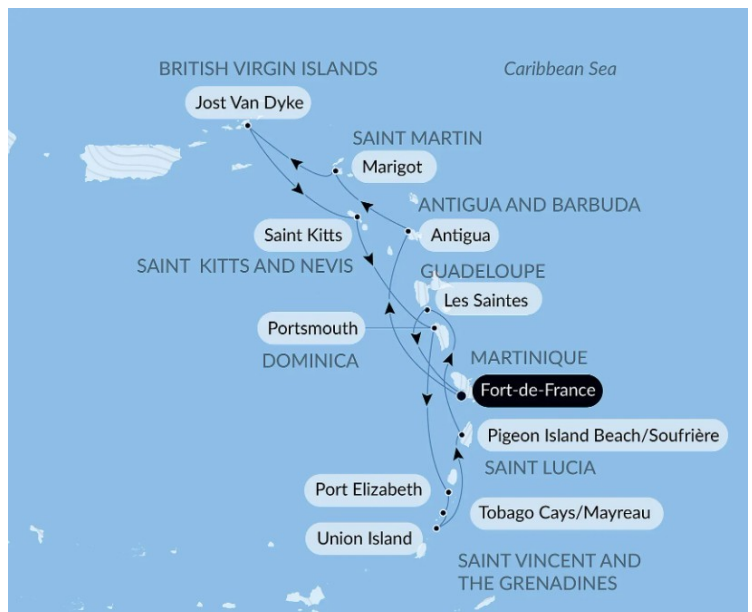 BRITISH VIRGIN ISLANDS
Caribbean Sea
Jost Van Dyke
SAINT MARTIN
Marigot
ANTIGUA AND BARBUDA
Saint Kitts
Antigua
SAINT KITTS AND NEVIS
GUADELOUPE
Les Saintes
Portsmouth
DOMINICA
MARTINIQUE
Fort-de-France
Pigeon Island Beach/Soufrière
SAINT LUCIA
Port Elizabeth
Tobago Cays/Mayreau
Union Island
SAINT VINCENT AND
THE GRENADINES